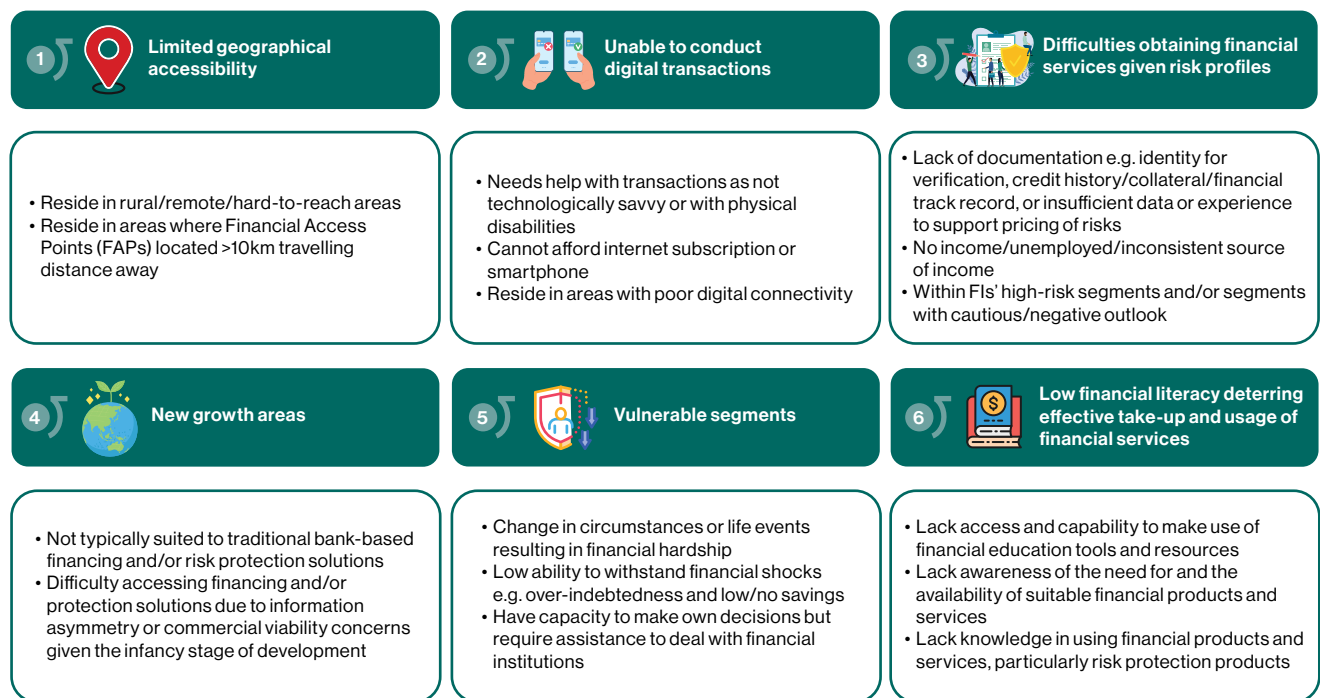 1
Limited geographical
accessibility
2
Unable to conduct
digital transactions
3
Difficulties obtaining financial
services given risk profiles
• Reside in rural/remote/hard-to-reach areas
• Reside in areas where Financial Access
Points (FAPs) located >10km travelling
distance away
• Needs help with transactions as not
technologically savvy or with physical
disabilities
• Cannot afford internet subscription or
smartphone
• Reside in areas with poor digital connectivity
• Lack of documentation e.g. identity for
verification, credit history/collateral/financial
track record, or insufficient data or experience
to support pricing of risks
• No income/unemployed/inconsistent source
of income
• Within FIs' high-risk segments and/or segments
with cautious/negative outlook
4
New growth areas
5
Vulnerable segments
6
Low financial literacy deterring
effective take-up and usage of
financial services
• Not typically suited to traditional bank-based
financing and/or risk protection solutions
• Difficulty accessing financing and/or
protection solutions due to information
asymmetry or commercial viability concerns
given the infancy stage of development
• Change in circumstances or life events
resulting in financial hardship
• Low ability to withstand financial shocks
e.g. over-indebtedness and low/no savings
• Have capacity to make own decisions but
require assistance to deal with financial
institutions
• Lack access and capability to make use of
financial education tools and resources
• Lack awareness of the need for and the
availability of suitable financial products and
services
• Lack knowledge in using financial products and
services, particularly risk protection products